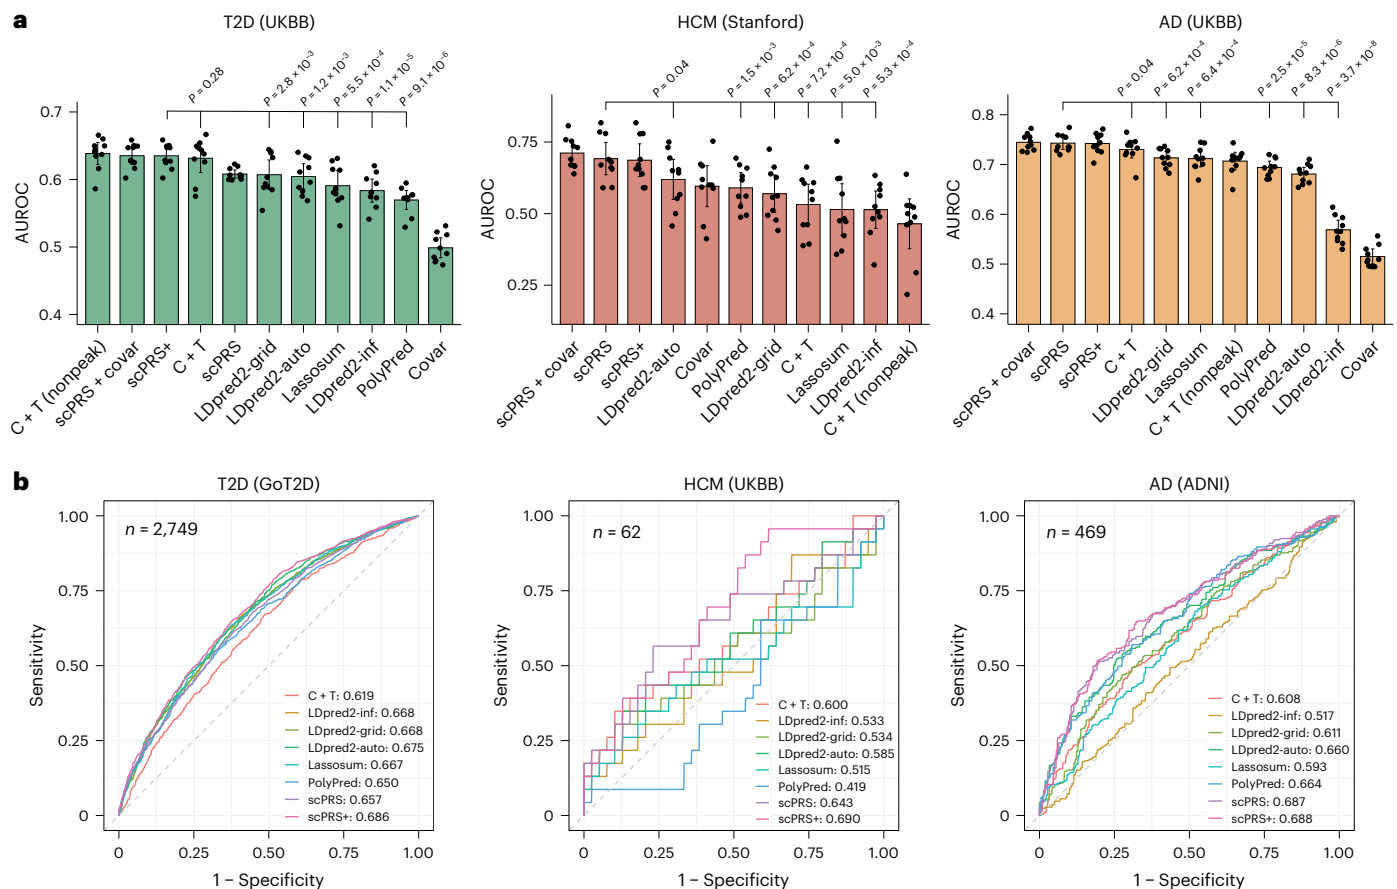 a
T2D (UKBB)
P = 0.28
P = 2.8 × 10⁻³
P = 1.2 × 10⁻³
P = 5.5 × 10⁻⁴
P = 1.1 × 10⁻⁵
P = 9.1 × 10⁻⁶
AUROC
0.7
0.6
0.5
0.4
C + T (nonpeak)
scPRS + covar
scPRS+
C + T
scPRS
LDpred2-grid
LDpred2-auto
Lassosum
LDpred2-inf
PolyPred
Covar
HCM (Stanford)
P = 0.04
P = 1.5 × 10⁻³
P = 6.2 × 10⁻⁴
P = 7.2 × 10⁻⁴
P = 5.0 × 10⁻³
P = 5.3 × 10⁻⁴
AUROC
0.75
0.50
0.25
scPRS + covar
scPRS
scPRS+
LDpred2-auto
Covar
PolyPred
LDpred2-grid
C + T
Lassosum
LDpred2-inf
C + T (nonpeak)
AD (UKBB)
P = 0.04
P = 6.2 × 10⁻⁴
P = 6.4 × 10⁻⁴
P = 2.5 × 10⁻⁵
P = 8.3 × 10⁻⁶
P = 3.7 × 10⁻⁸
AUROC
0.8
0.7
0.6
0.5
0.4
scPRS + covar
scPRS
scPRS+
C + T
LDpred2-grid
Lassosum
C + T (nonpeak)
PolyPred
LDpred2-auto
LDpred2-inf
Covar
b
T2D (GoT2D)
n = 2,749
Sensitivity
1.00
0.75
0.50
0.25
0
C + T: 0.619
LDpred2-inf: 0.668
LDpred2-grid: 0.668
LDpred2-auto: 0.675
Lassosum: 0.667
PolyPred: 0.650
scPRS: 0.657
scPRS+: 0.686
0 0.25 0.50 0.75 1.00
1 − Specificity
HCM (UKBB)
n = 62
Sensitivity
1.00
0.75
0.50
0.25
0
C + T: 0.600
LDpred2-inf: 0.533
LDpred2-grid: 0.534
LDpred2-auto: 0.585
Lassosum: 0.515
PolyPred: 0.419
scPRS: 0.643
scPRS+: 0.690
0 0.25 0.50 0.75 1.00
1 − Specificity
AD (ADNI)
n = 469
Sensitivity
1.00
0.75
0.50
0.25
0
C + T: 0.608
LDpred2-inf: 0.517
LDpred2-grid: 0.611
LDpred2-auto: 0.660
Lassosum: 0.593
PolyPred: 0.664
scPRS: 0.687
scPRS+: 0.688
0 0.25 0.50 0.75 1.00
1 − Specificity